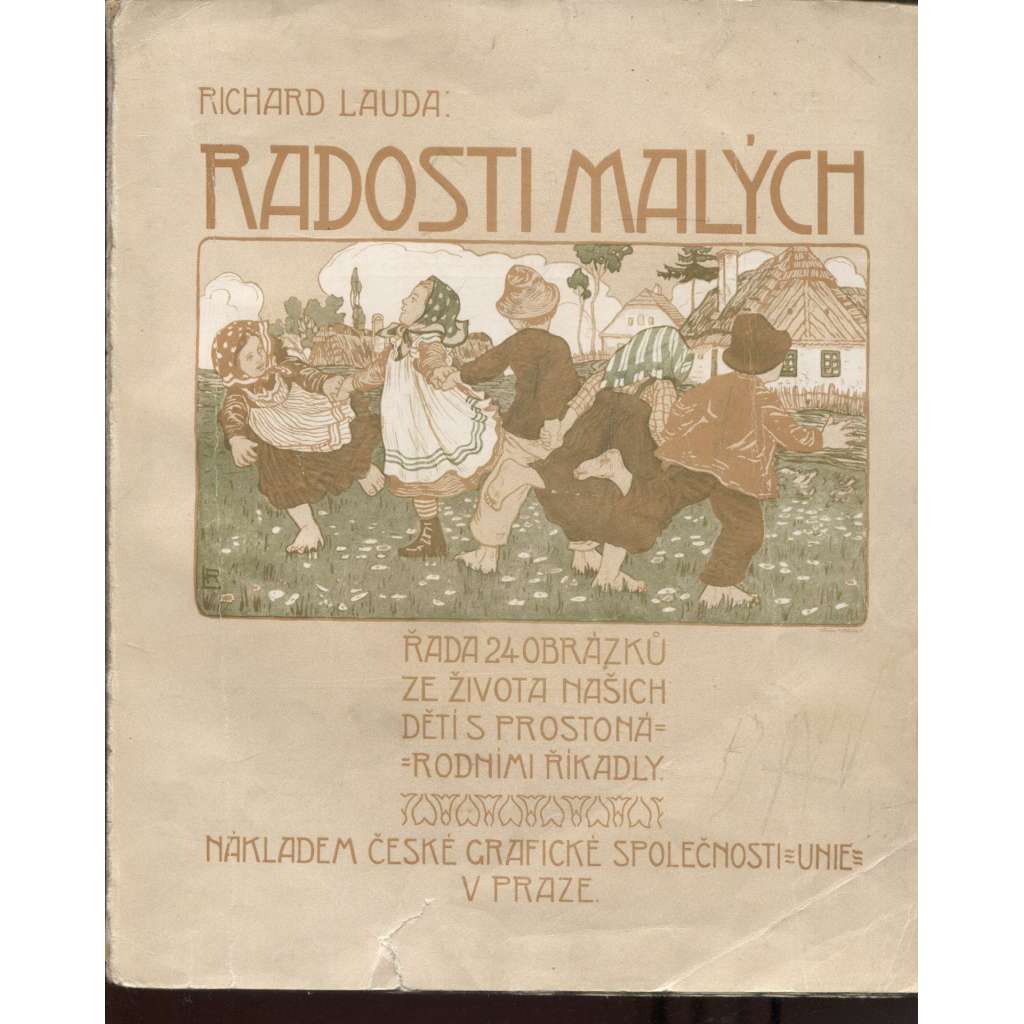 RICHARD LAUDA:
RADOSTI MALÝCH
ŘADA 24 OBRÁZKŮ
ZE ŽIVOTA NAŠICH
DĚTÍ S PROSTONÁ=
=RODNÍMI ŘÍKADLY.
NÁKLADEM ČESKÉ GRAFICKÉ SPOLEČNOSTI =UNIE=
V PRAZE.